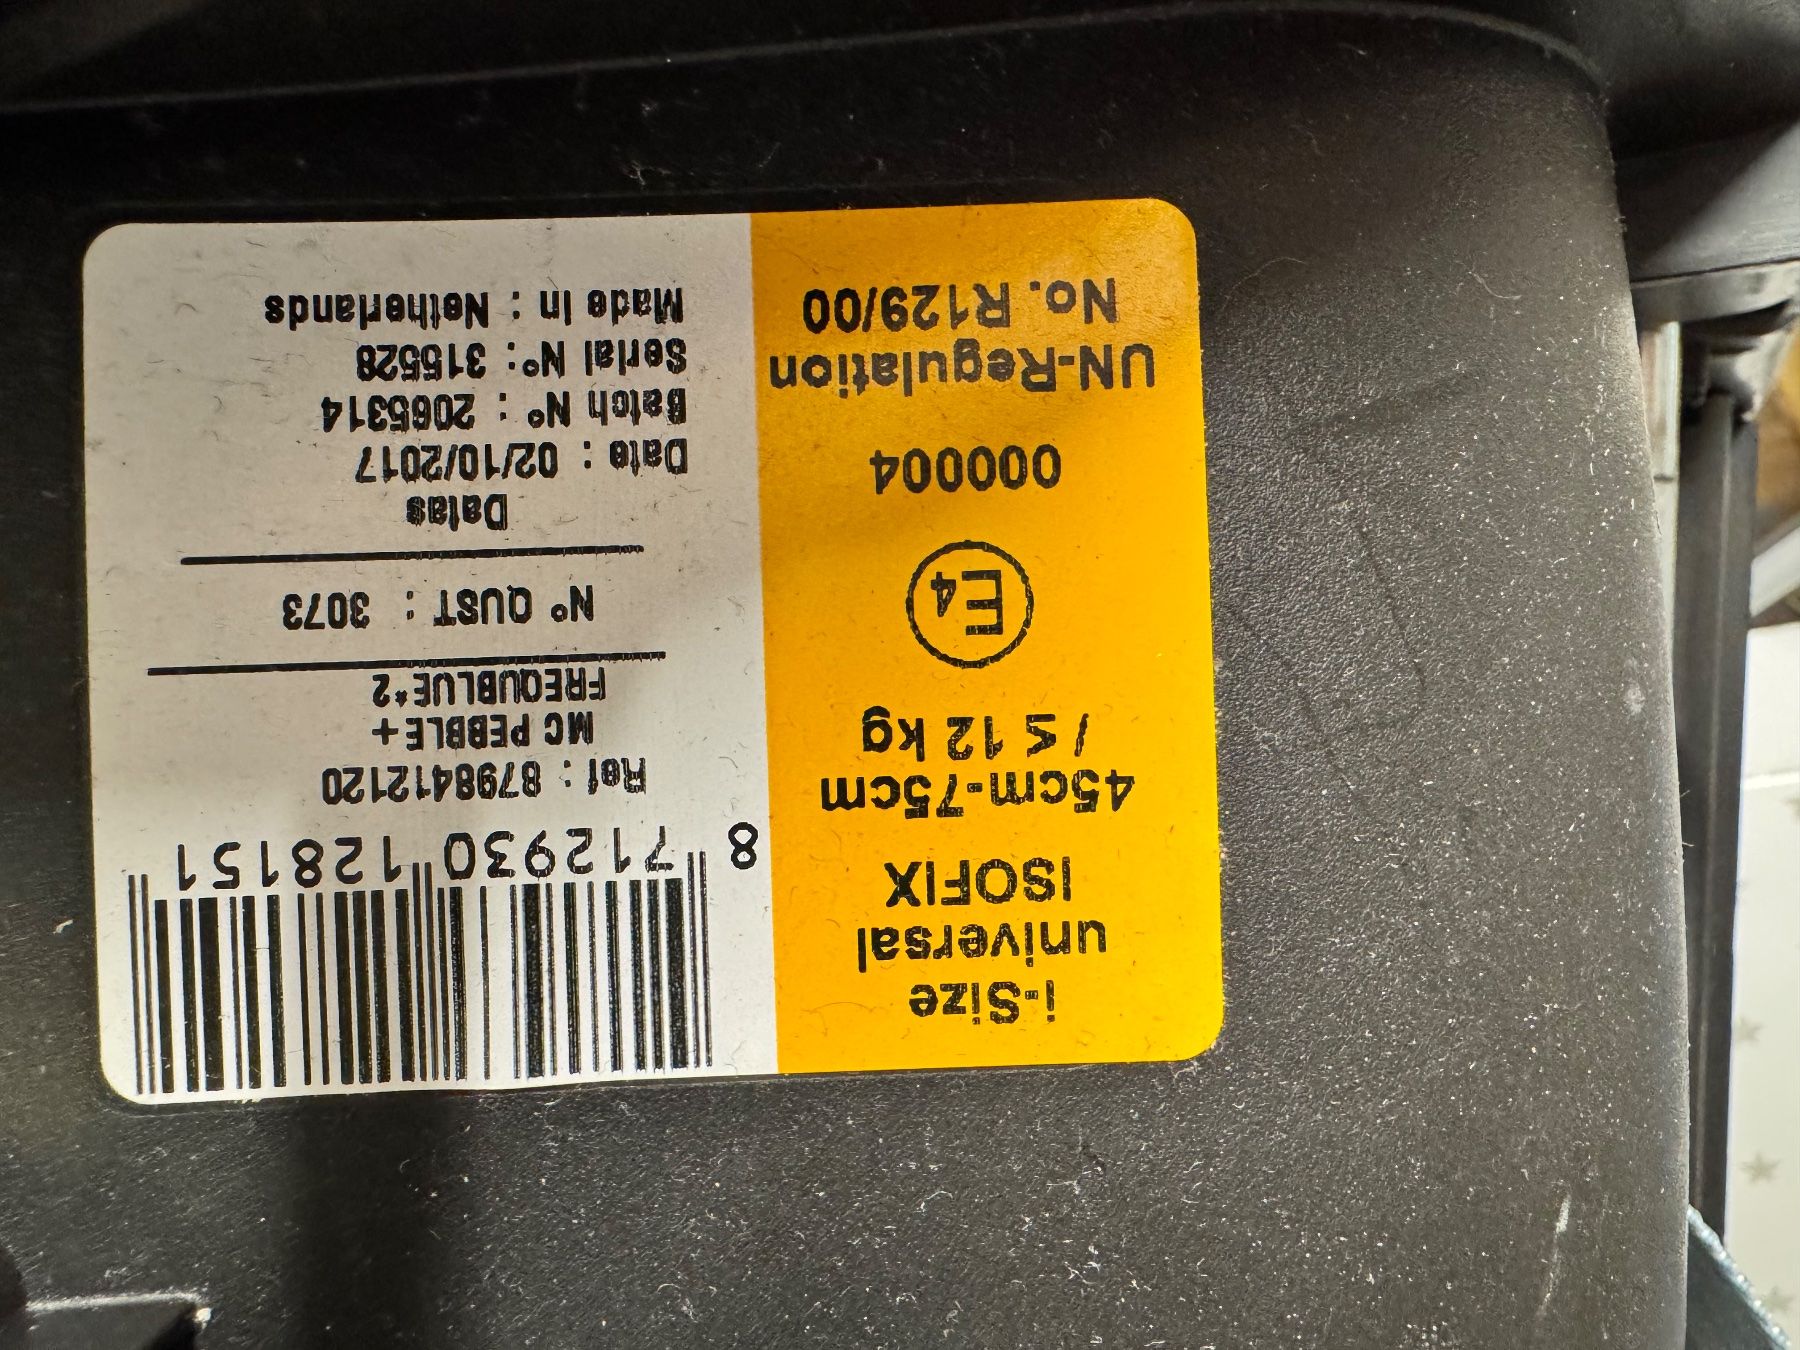 i-Size
universal
ISOFIX
45cm-75cm
/ ≤ 12 kg
E4
000004
UN-Regulation
No. R129/00
8 712930 128151
Ref : 8798412120
MC PEBBLE+
FREQUBLUE*2
N° QUST : 3073
Datas
Date : 02/10/2017
Batch N° : 2065314
Serial N° : 315528
Made in : Netherlands